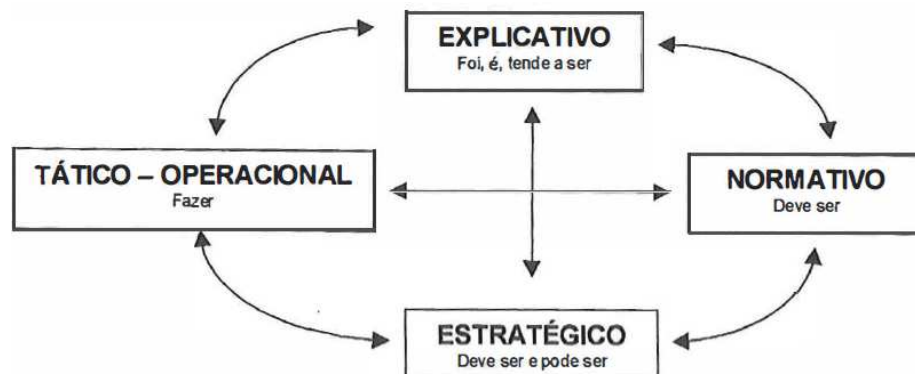 EXPLICATIVO
Foi, é, tende a ser
TÁTICO – OPERACIONAL
Fazer
NORMATIVO
Deve ser
ESTRATÉGICO
Deve ser e pode ser